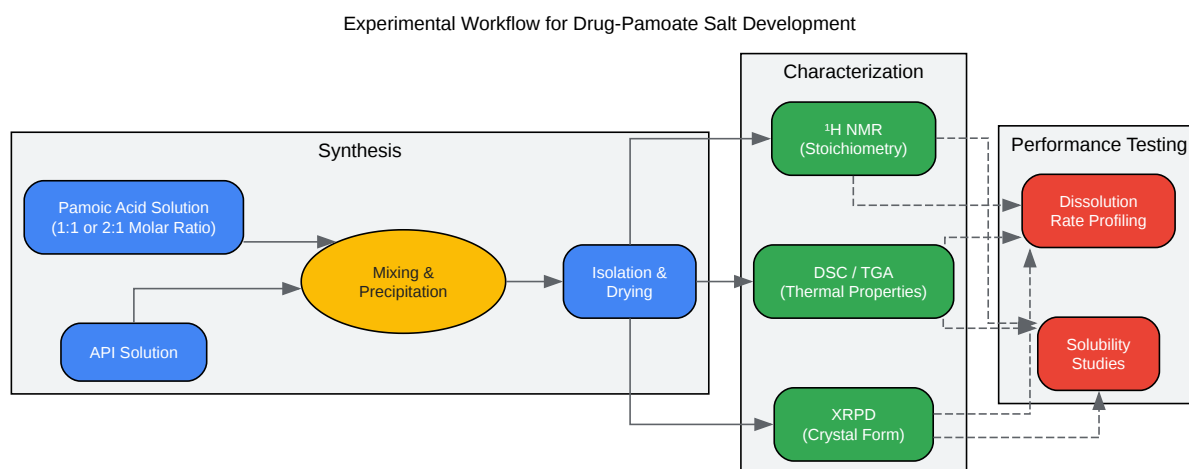 Experimental Workflow for Drug-Pamoate Salt Development
Synthesis
Pamoic Acid Solution
(1:1 or 2:1 Molar Ratio)
API Solution
Mixing &
Precipitation
Isolation &
Drying
Characterization
¹H NMR
(Stoichiometry)
DSC / TGA
(Thermal Properties)
XRPD
(Crystal Form)
Performance Testing
Dissolution
Rate Profiling
Solubility
Studies